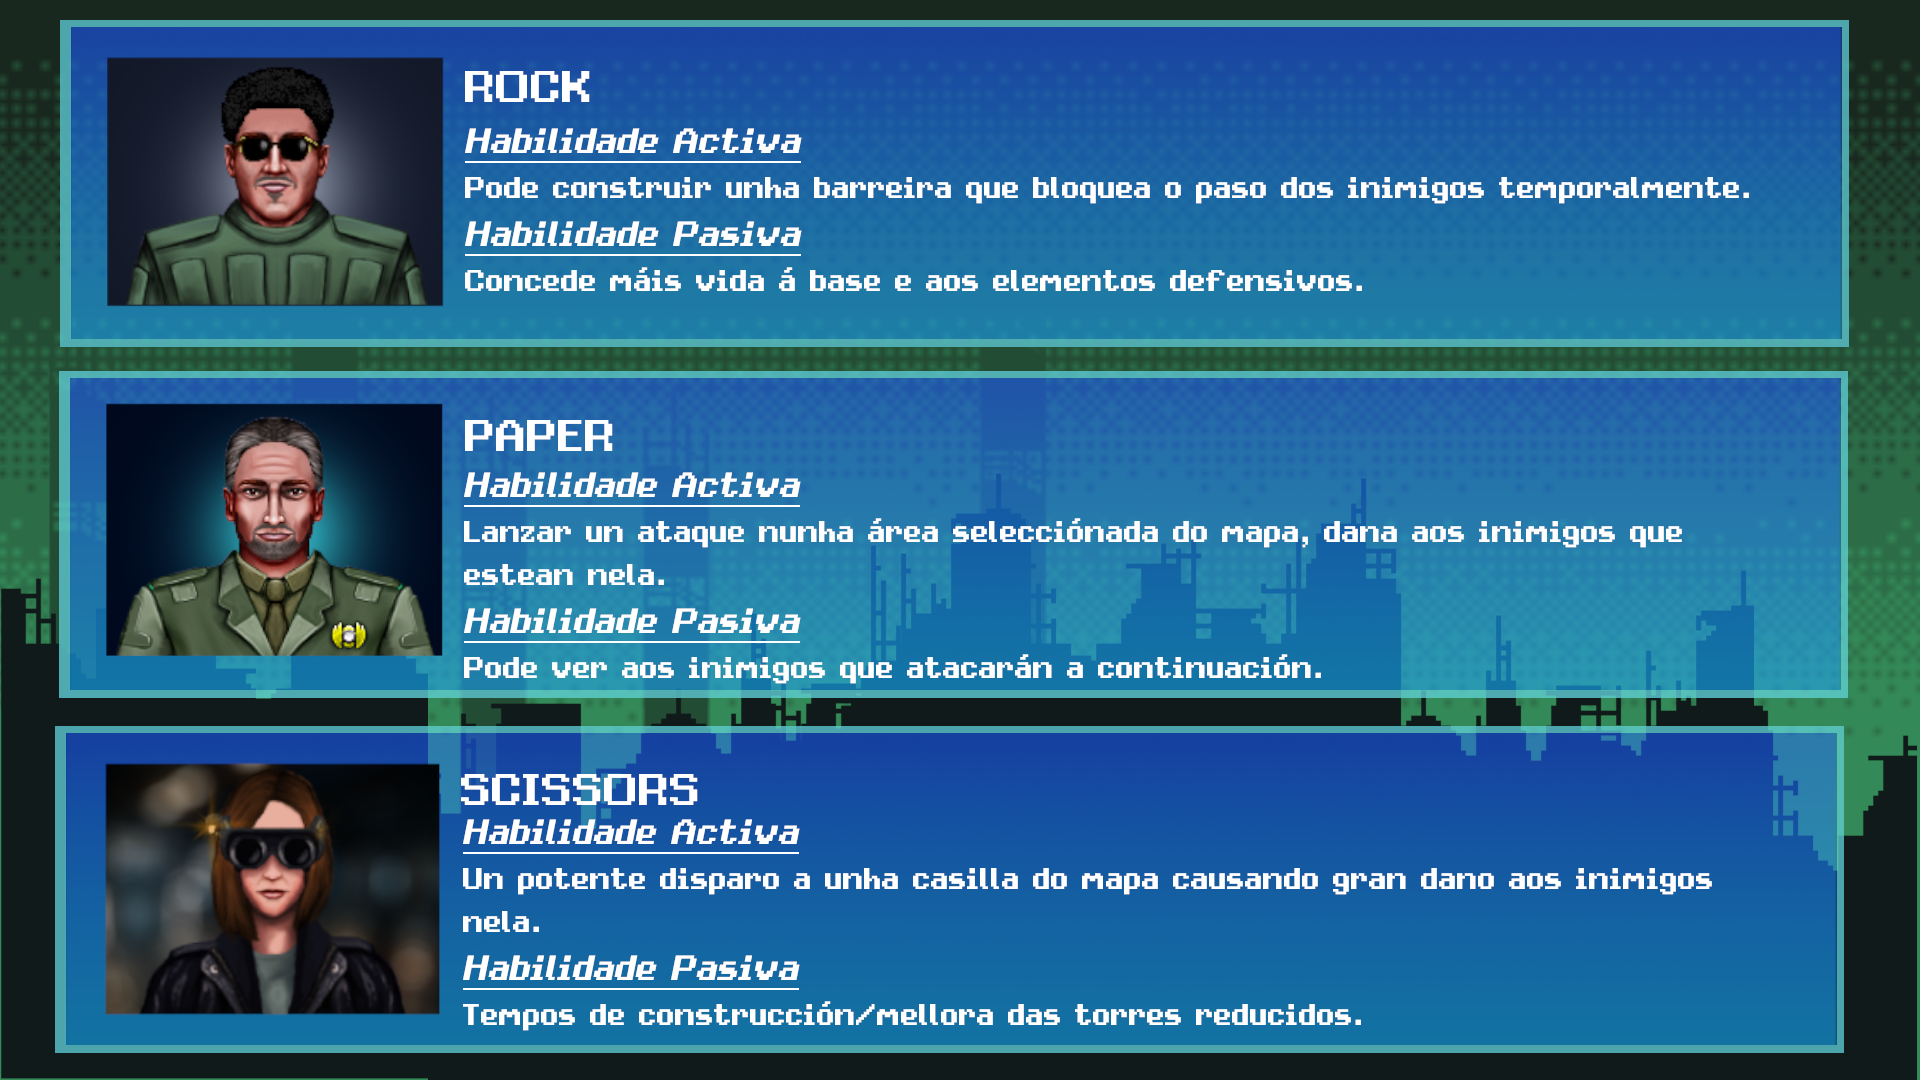 ROCK
Habilidade Activa
Pode construir unha barreira que bloquea o paso dos inimigos temporalmente.
Habilidade Pasiva
Concede máis vida á base e aos elementos defensivos.
PAPER
Habilidade Activa
Lanzar un ataque nunha área selecciónada do mapa, dana aos inimigos que
estean nela.
Habilidade Pasiva
Pode ver aos inimigos que atacarán a continuación.
SCISSORS
Habilidade Activa
Un potente disparo a unha casilla do mapa causando gran dano aos inimigos
nela.
Habilidade Pasiva
Tempos de construcción/mellora das torres reducidos.